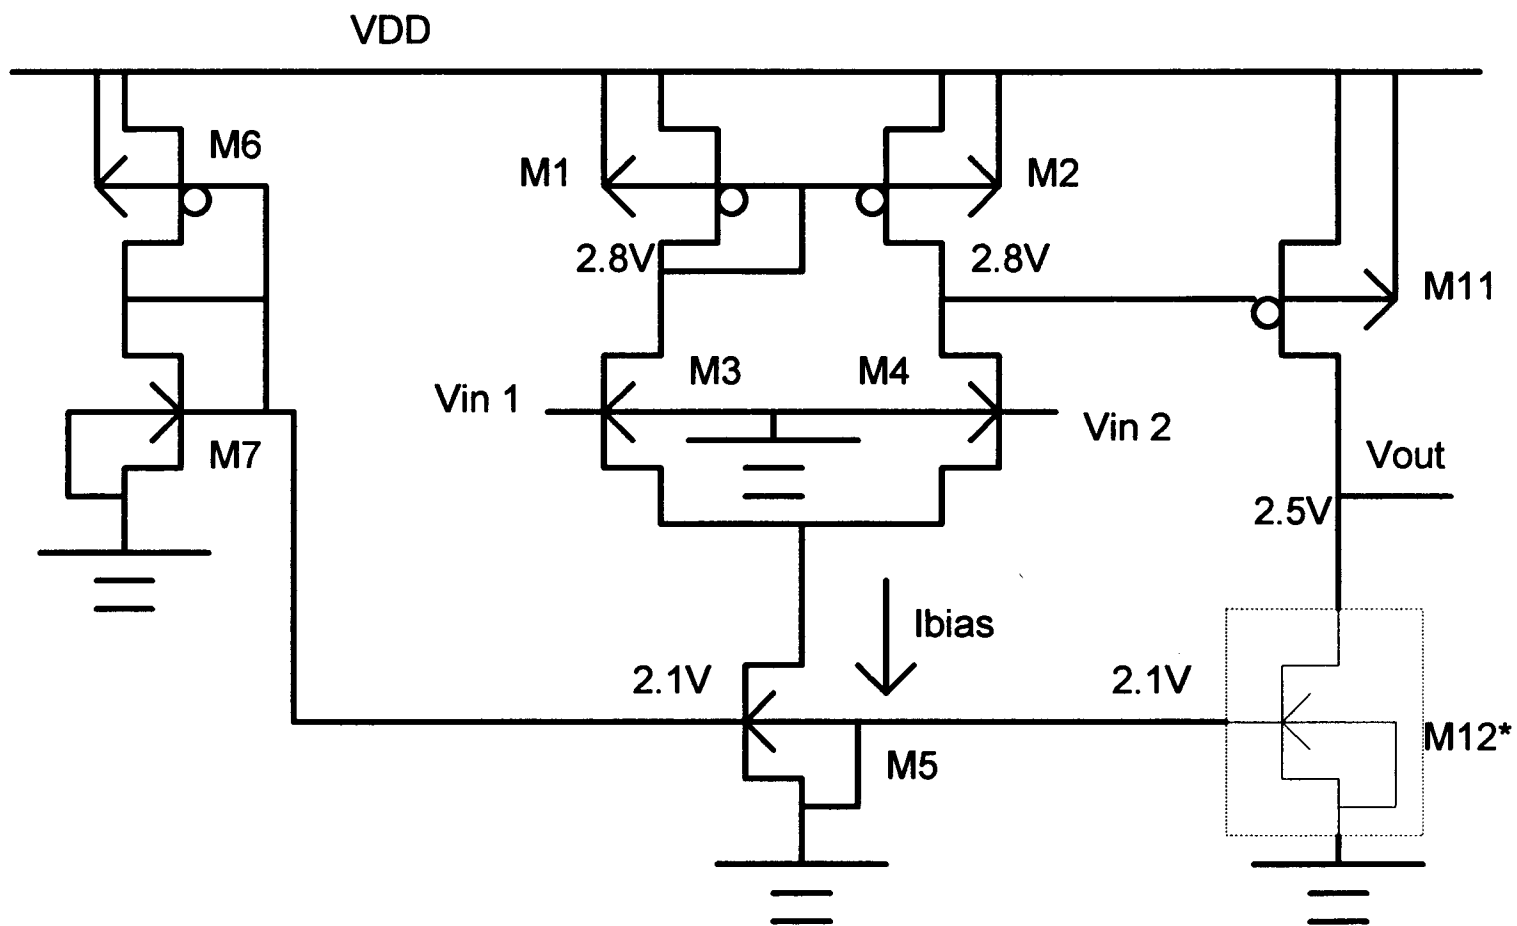 VDD
M6
M1
M2
2.8V
2.8V
M11
M3
M4
Vin 1
Vin 2
M7
Vout
2.5V
Ibias
2.1V
2.1V
M12*
M5